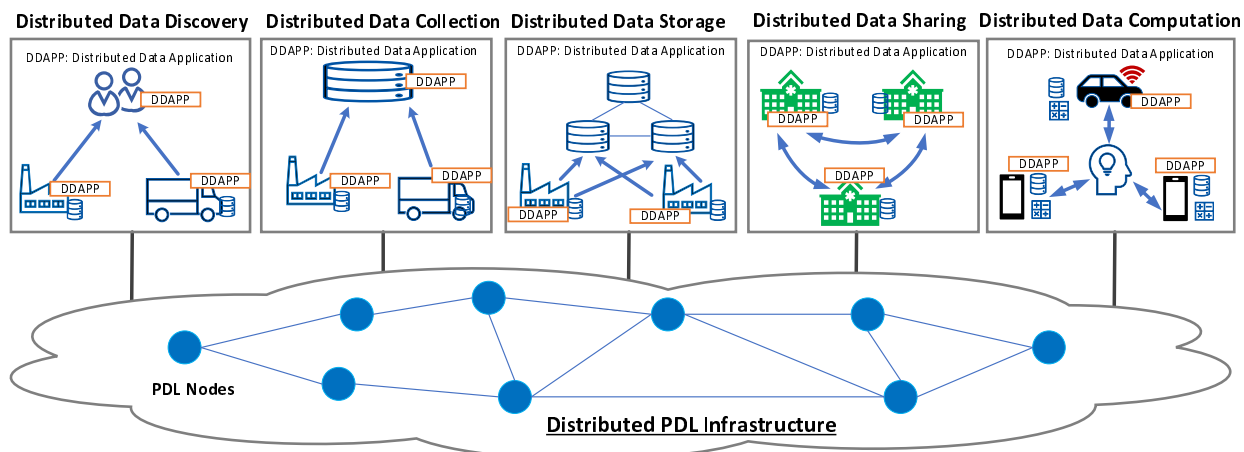 Distributed Data Discovery
DDAPP: Distributed Data Application
DDAPP
DDAPP
DDAPP
Distributed Data Collection
DDAPP: Distributed Data Application
DDAPP
DDAPP
DDAPP
Distributed Data Storage
DDAPP: Distributed Data Application
DDAPP
DDAPP
Distributed Data Sharing
DDAPP: Distributed Data Application
DDAPP
DDAPP
DDAPP
Distributed Data Computation
DDAPP: Distributed Data Application
DDAPP
DDAPP
DDAPP
PDL Nodes
Distributed PDL Infrastructure